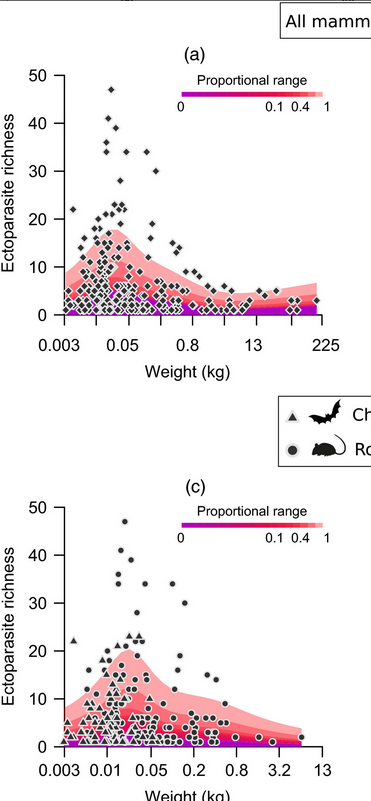 All mamm
(a)
Proportional range
0 0.1 0.4 1
Ectoparasite richness
50
40
30
20
10
0
0.003 0.05 0.8 13 225
Weight (kg)
Ch
Ro
(c)
Proportional range
0 0.1 0.4 1
Ectoparasite richness
50
40
30
20
10
0
0.003 0.01 0.05 0.2 0.8 3.2 13
Weight (kg)